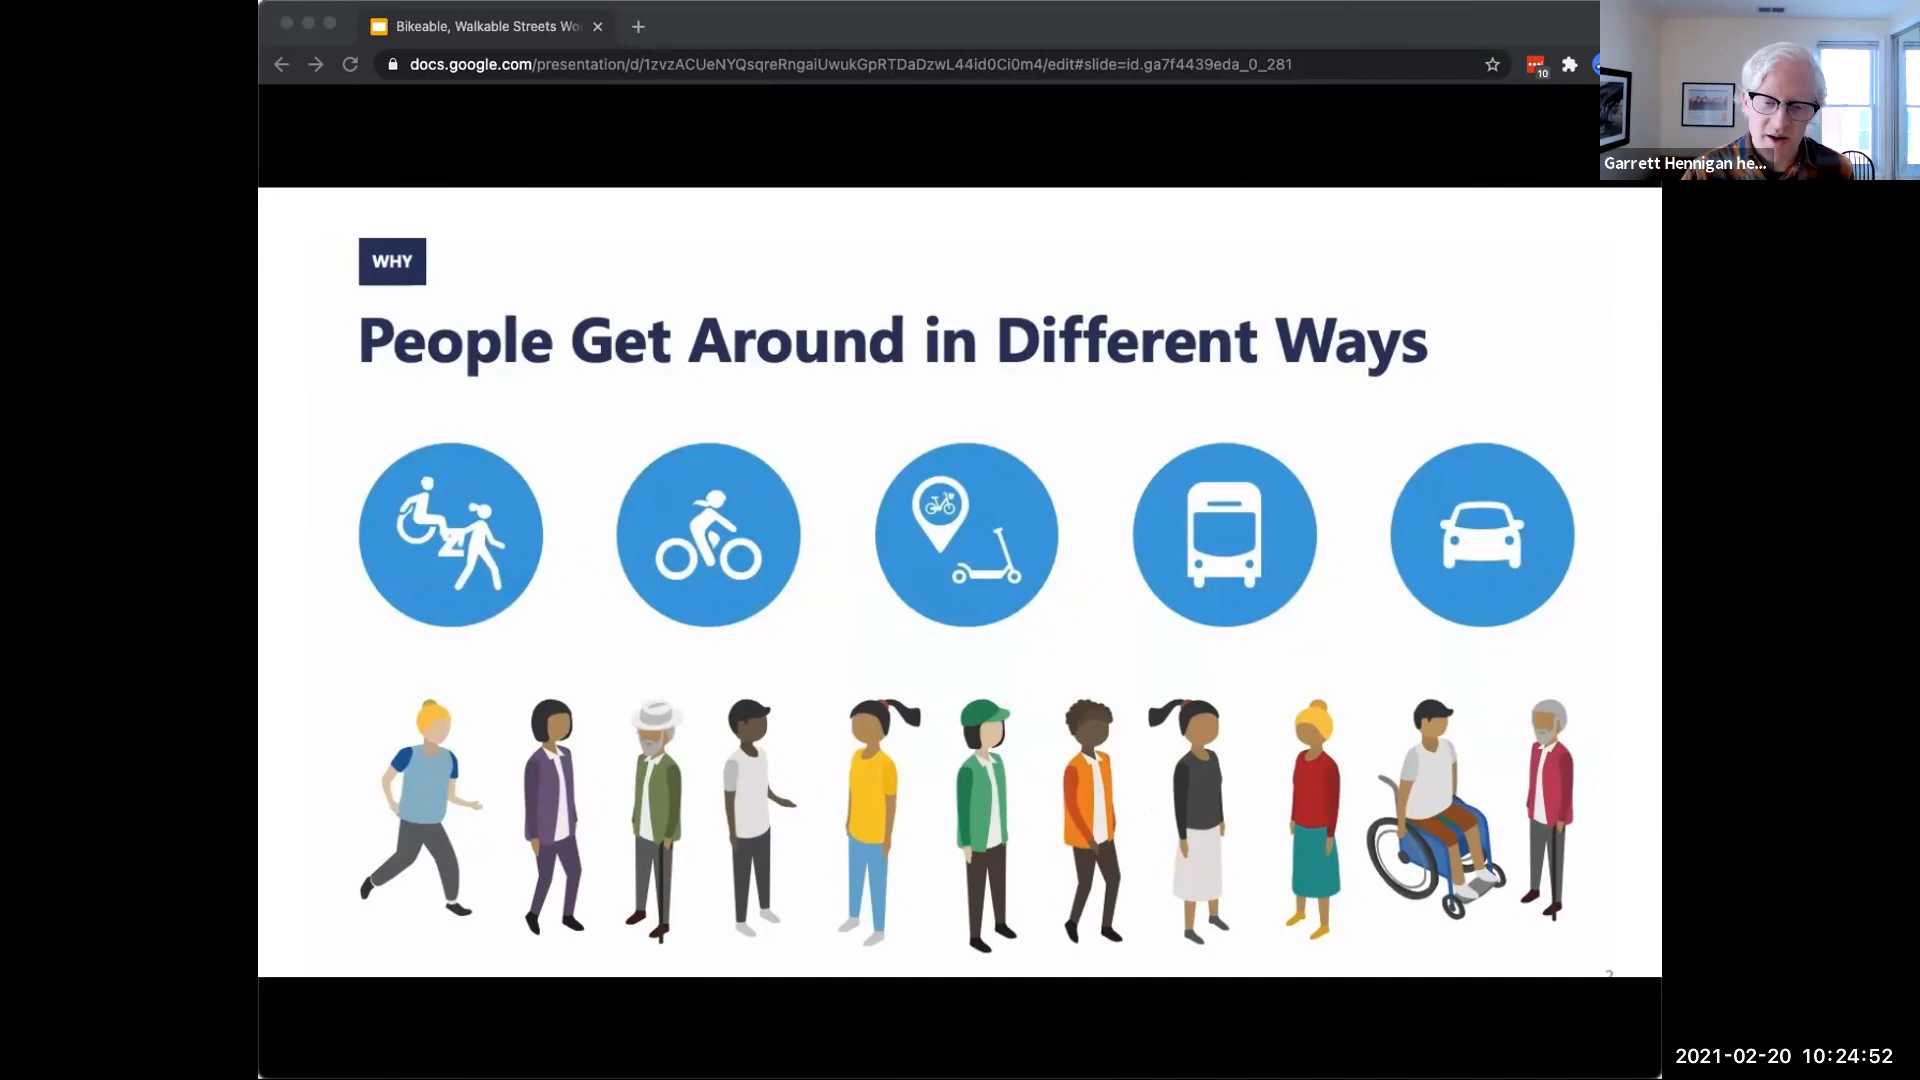 Bikeable, Walkable Streets Wo
docs.google.com/presentation/d/1zvzACUeNYQsqreRngaiUwukGpRTDaDzwL44id0Ci0m4/edit#slide=id.ga7f4439eda_0_281
10
Garrett Hennigan he...
WHY
People Get Around in Different Ways
2
2021-02-20 10:24:52